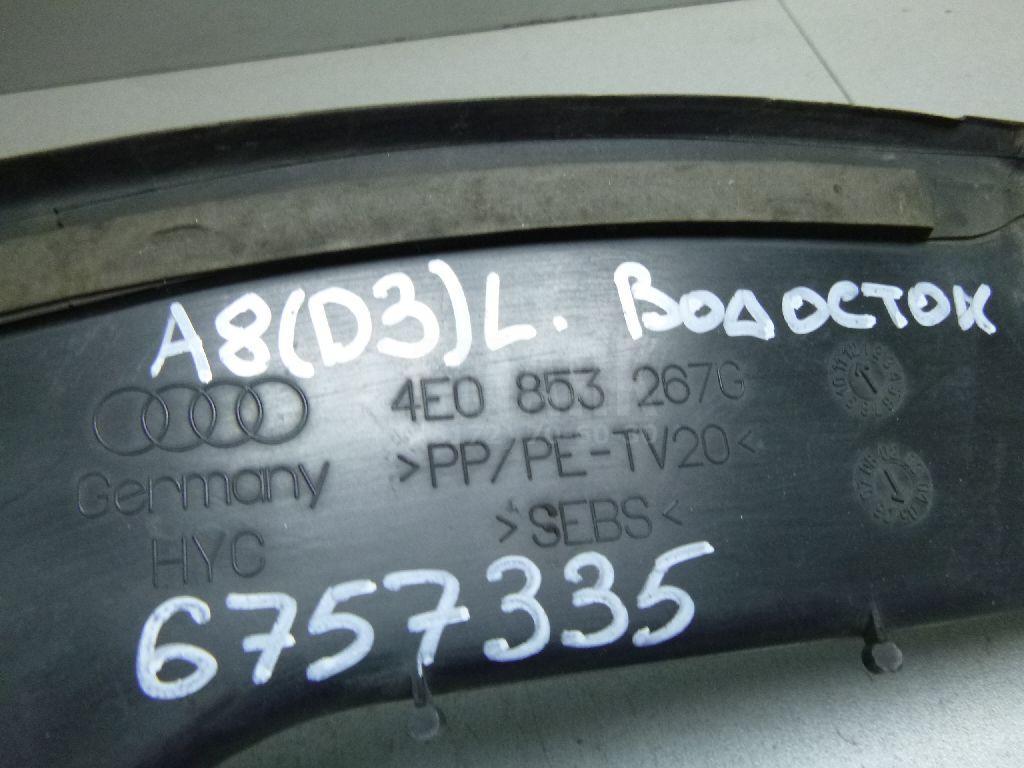 A8(D3)L. Водосток
4E0 853 267G
>PP/PE-TV20<
Germany
>SEBS<
HYC
6757335